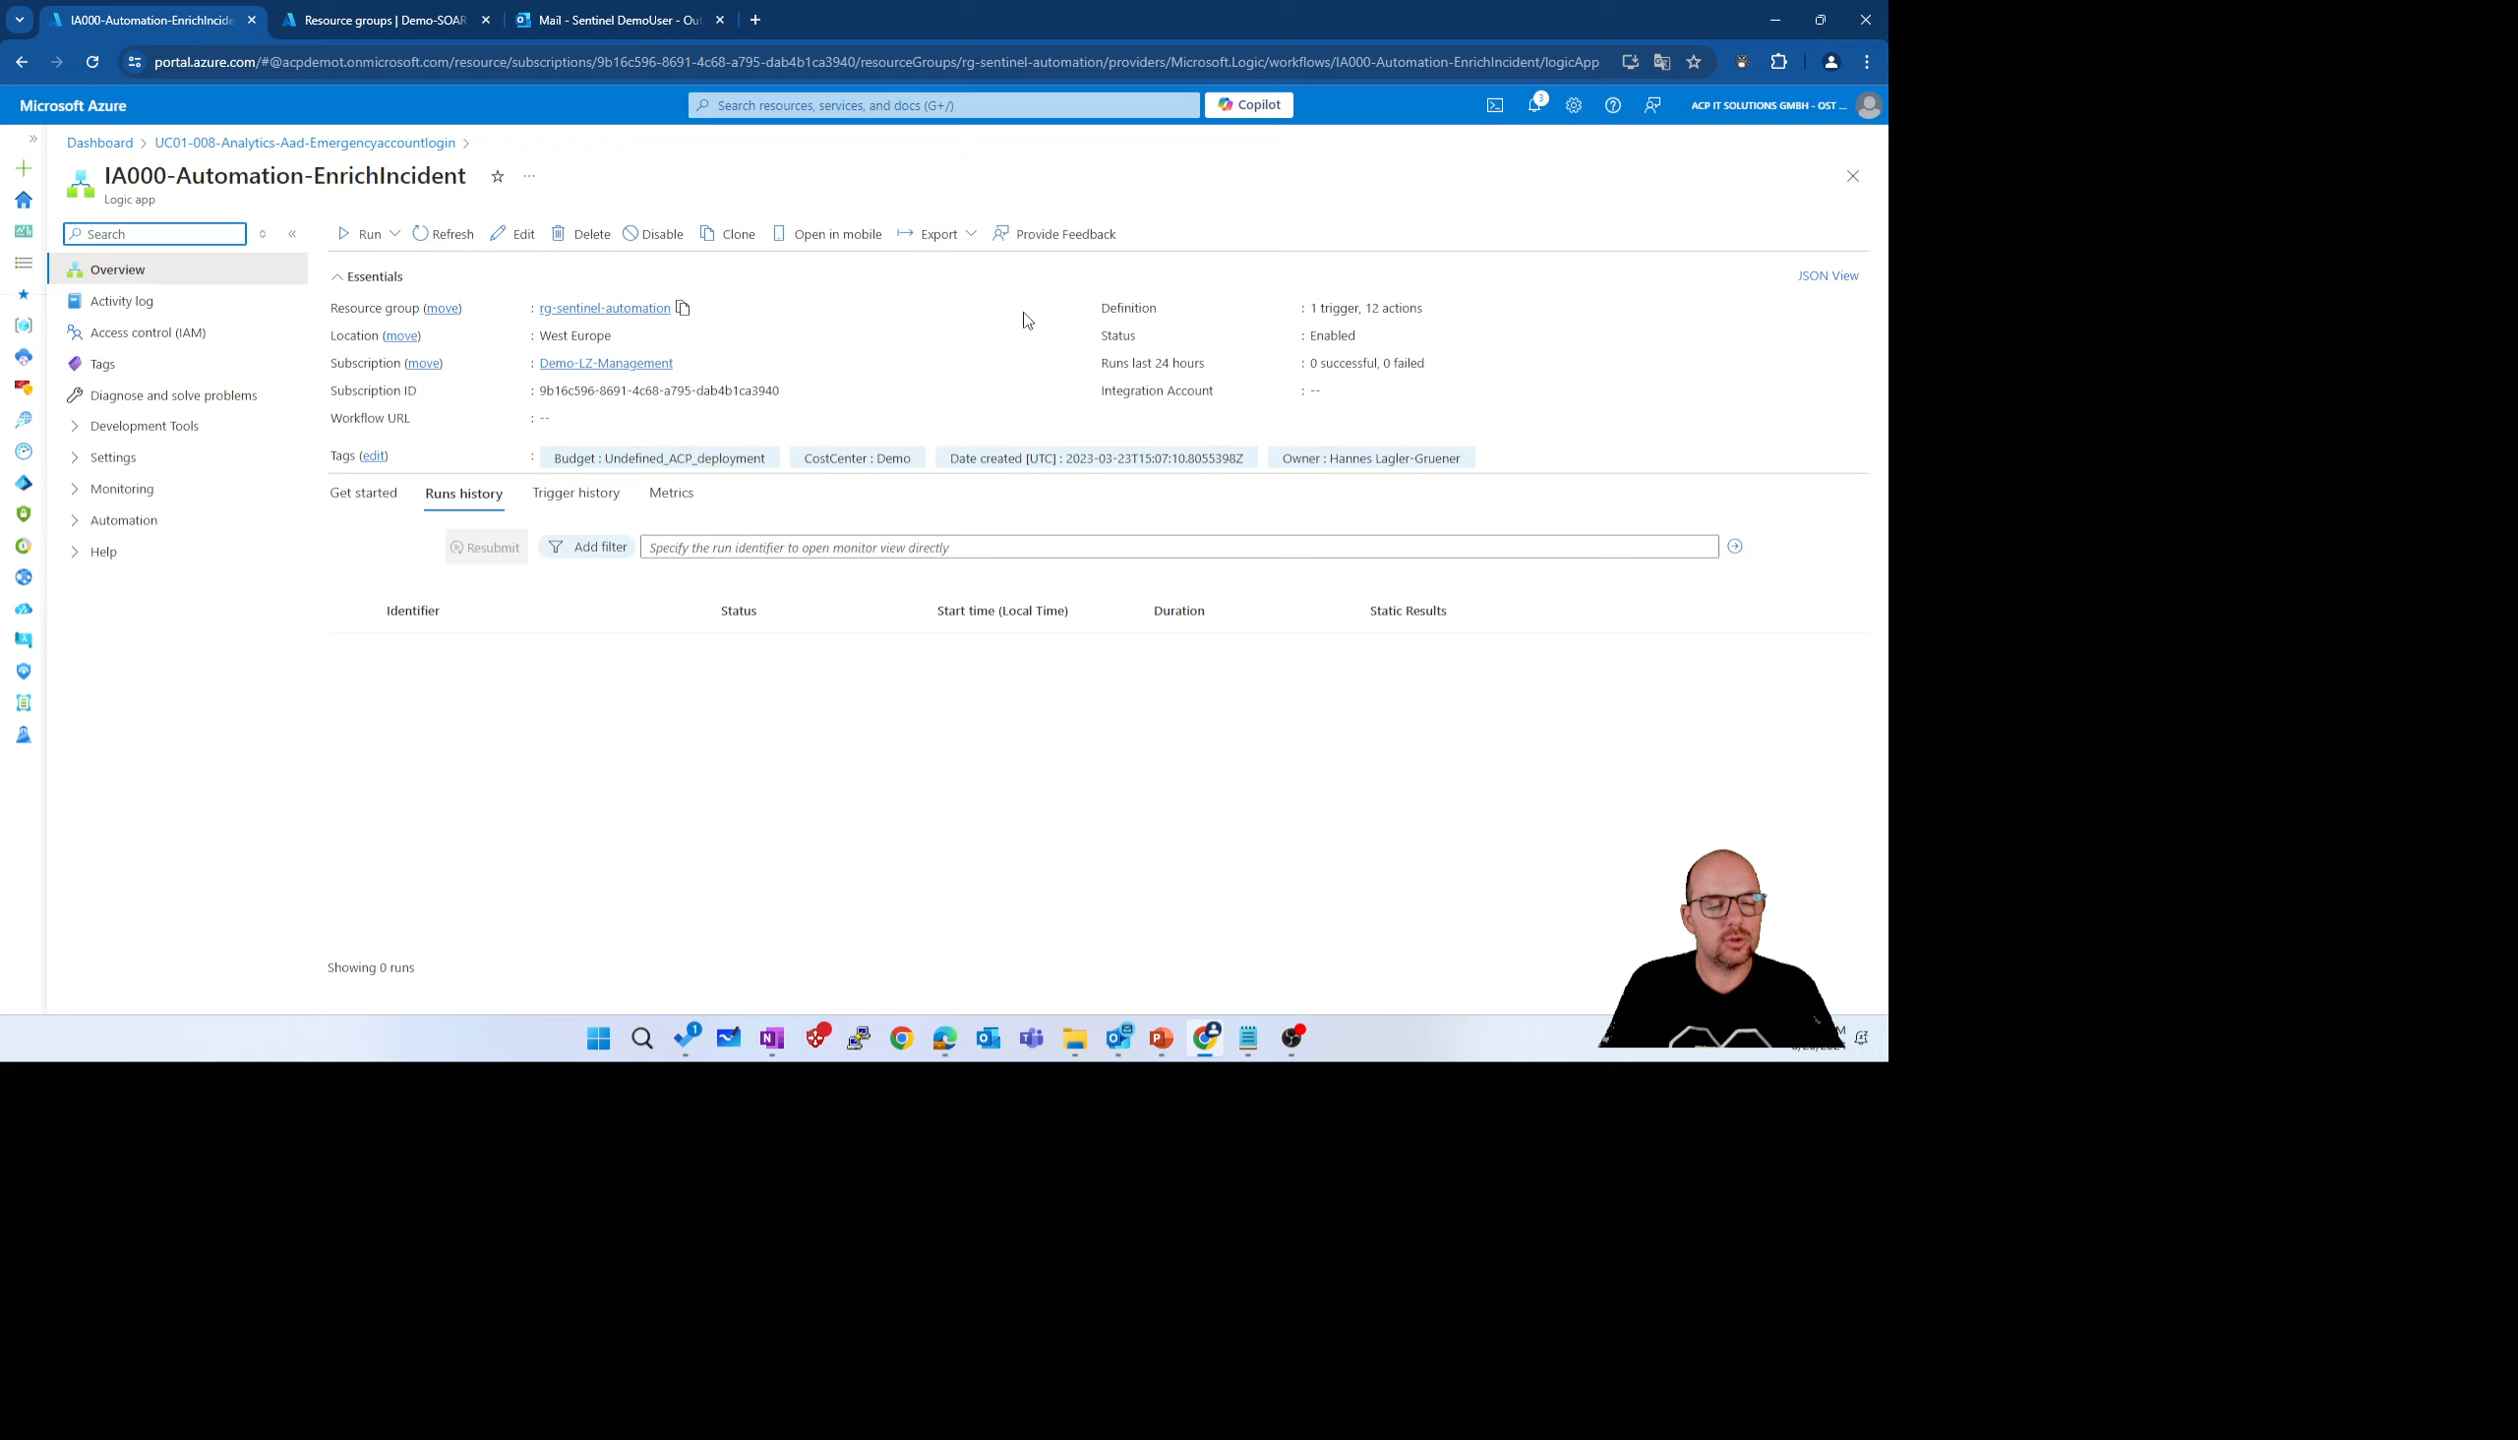 IA000-Automation-EnrichIncide
Resource groups | Demo-SOAR
Mail - Sentinel DemoUser - Out
portal.azure.com/#@acpdemot.onmicrosoft.com/resource/subscriptions/9b16c596-8691-4c68-a795-dab4b1ca3940/resourceGroups/rg-sentinel-automation/providers/Microsoft.Logic/workflows/IA000-Automation-EnrichIncident/logicApp
Microsoft Azure
Search resources, services, and docs (G+/)
Copilot
3
ACP IT SOLUTIONS GMBH - OST ...
Dashboard > UC01-008-Analytics-Aad-Emergencyaccountlogin >
IA000-Automation-EnrichIncident
Logic app
Search
Run
Refresh
Edit
Delete
Disable
Clone
Open in mobile
Export
Provide Feedback
Overview
Activity log
Access control (IAM)
Tags
Diagnose and solve problems
Development Tools
Settings
Monitoring
Automation
Help
Essentials
JSON View
Resource group (move) : rg-sentinel-automation
Location (move) : West Europe
Subscription (move) : Demo-LZ-Management
Subscription ID : 9b16c596-8691-4c68-a795-dab4b1ca3940
Workflow URL : --
Definition : 1 trigger, 12 actions
Status : Enabled
Runs last 24 hours : 0 successful, 0 failed
Integration Account : --
Tags (edit) : Budget : Undefined_ACP_deployment CostCenter : Demo Date created [UTC] : 2023-03-23T15:07:10.8055398Z Owner : Hannes Lagler-Gruener
Get started Runs history Trigger history Metrics
Resubmit
Add filter
Specify the run identifier to open monitor view directly
Identifier Status Start time (Local Time) Duration Static Results
Showing 0 runs
1